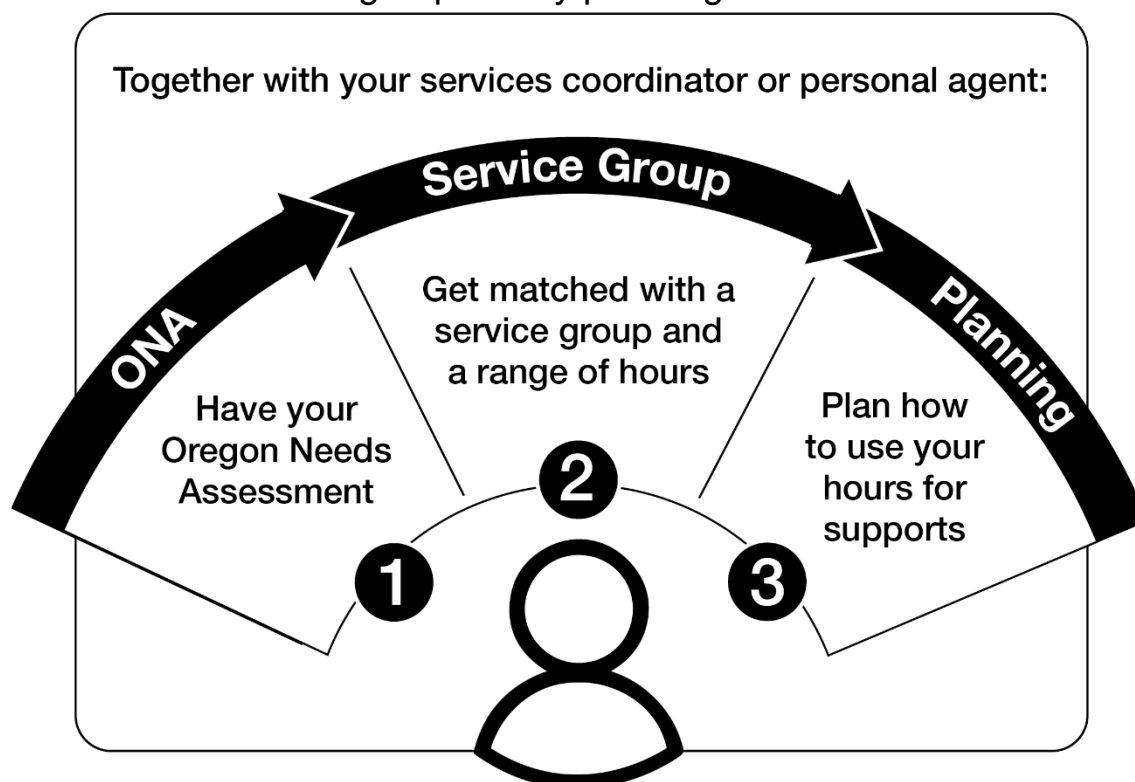 Together with your services coordinator or personal agent:
ONA
Have your
Oregon Needs
Assessment
1
Service Group
Get matched with a
service group and
a range of hours
2
Planning
Plan how
to use your
hours for
supports
3